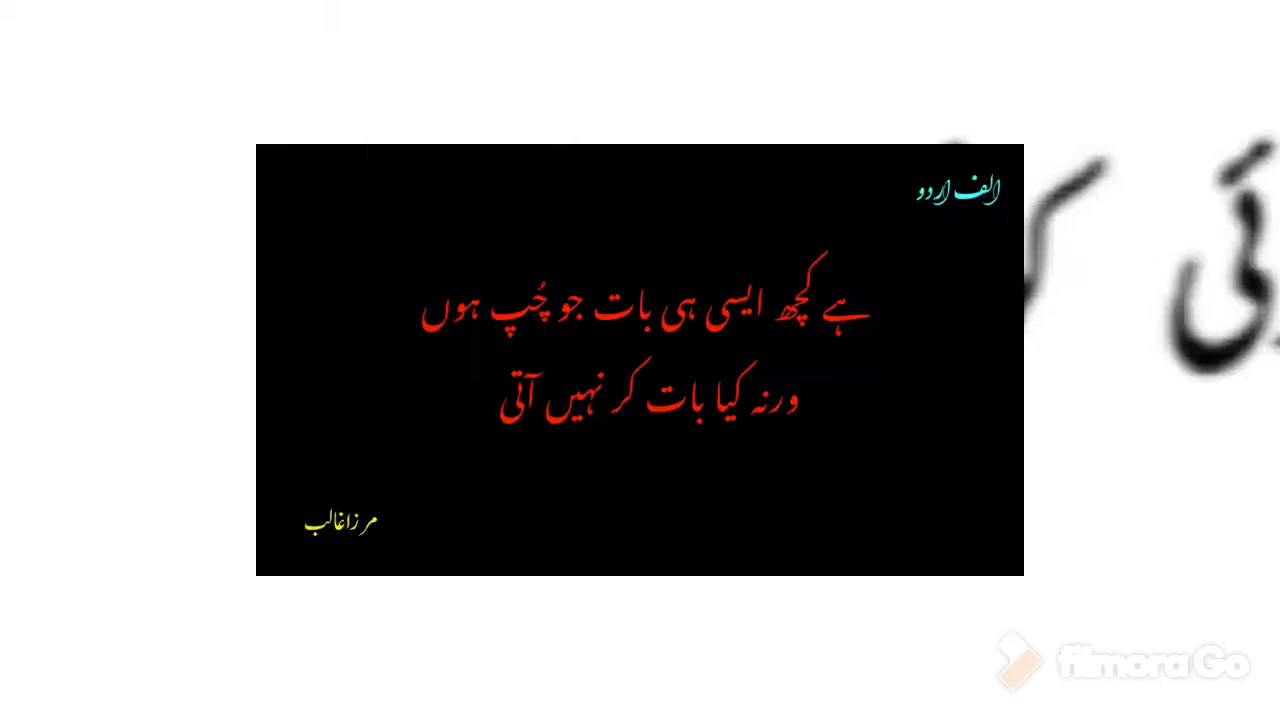 الف اردو
ہے کچھ ایسی ہی بات جو چُپ ہوں
ورنہ کیا بات کر نہیں آتی
مرزا غالب
filmora Go